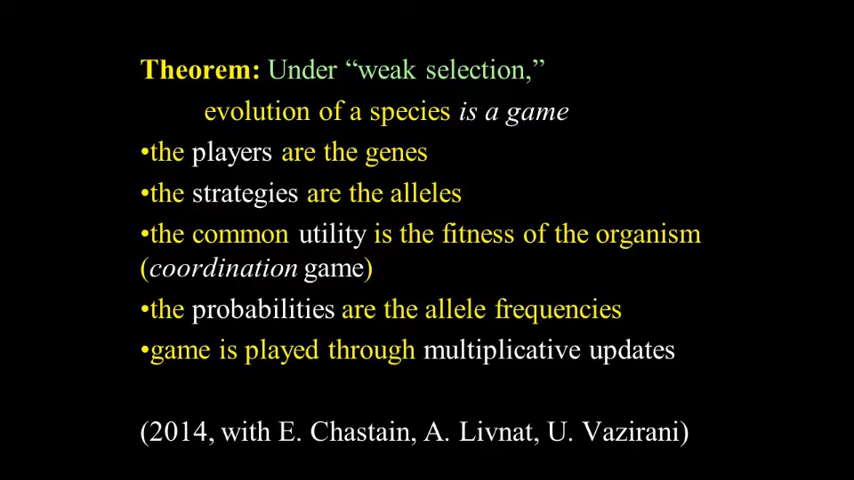 Theorem: Under “weak selection,”
evolution of a species is a game
•the players are the genes
•the strategies are the alleles
•the common utility is the fitness of the organism
(coordination game)
•the probabilities are the allele frequencies
•game is played through multiplicative updates
(2014, with E. Chastain, A. Livnat, U. Vazirani)